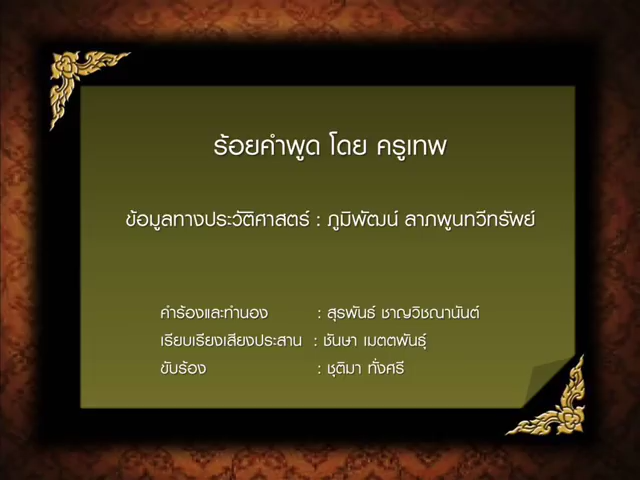 ร้อยคำพูด โดย ครูเทพ
ข้อมูลทางประวัติศาสตร์ : ภูมิพัฒน์ ลาภพูนทวีทรัพย์
คำร้องและทำนอง : สุรพันธ์ ชาญวิชณานันต์
เรียบเรียงเสียงประสาน : ชันษา เมตตพันธุ์
ขับร้อง : ชุติมา ทั่งศรี